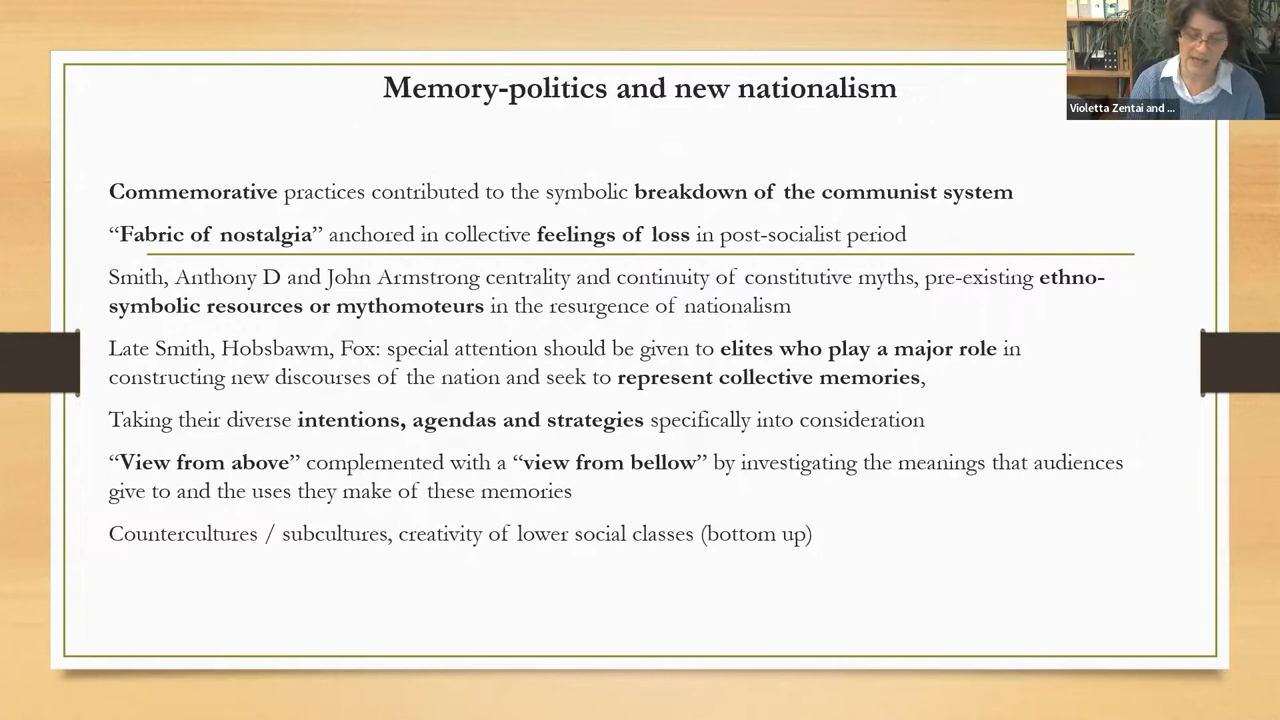 Memory-politics and new nationalism
Violetta Zentai and ...
Commemorative practices contributed to the symbolic breakdown of the communist system
“Fabric of nostalgia” anchored in collective feelings of loss in post-socialist period
Smith, Anthony D and John Armstrong centrality and continuity of constitutive myths, pre-existing ethno-
symbolic resources or mythomoteurs in the resurgence of nationalism
Late Smith, Hobsbawm, Fox: special attention should be given to elites who play a major role in
constructing new discourses of the nation and seek to represent collective memories,
Taking their diverse intentions, agendas and strategies specifically into consideration
“View from above” complemented with a “view from bellow” by investigating the meanings that audiences
give to and the uses they make of these memories
Countercultures / subcultures, creativity of lower social classes (bottom up)